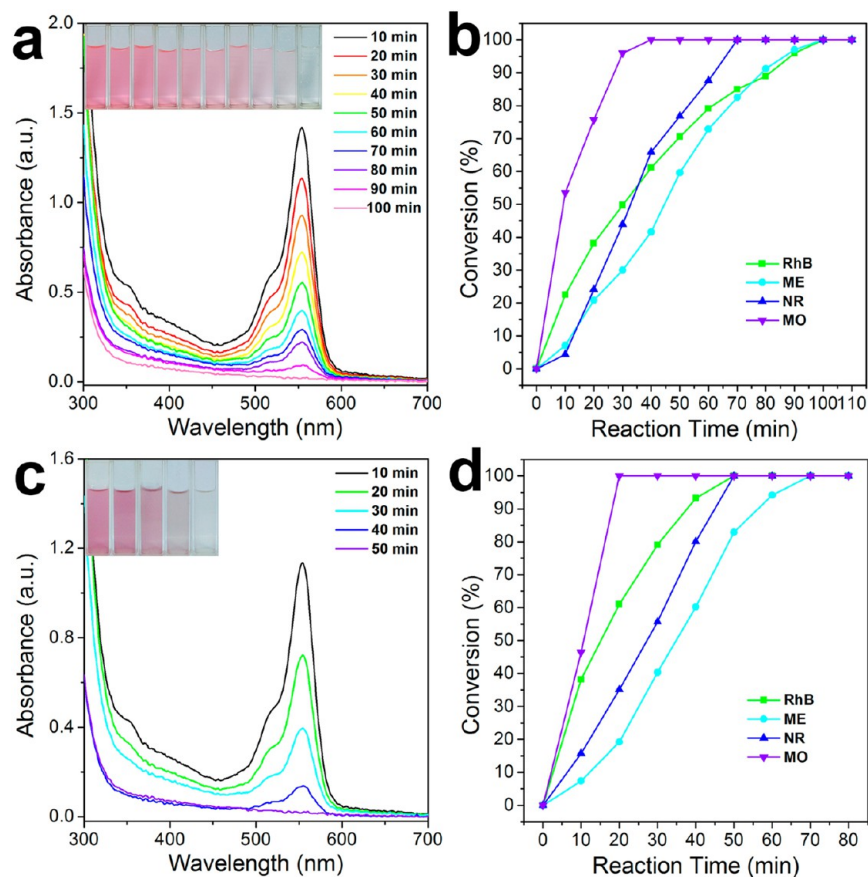 a
2.0
1.5
1.0
0.5
0.0
Absorbance (a.u.)
10 min
20 min
30 min
40 min
50 min
60 min
70 min
80 min
90 min
100 min
300 400 500 600 700
Wavelength (nm)
b
100
90
80
70
60
50
40
30
20
10
0
Conversion (%)
RhB
ME
NR
MO
0 10 20 30 40 50 60 70 80 90 100 110
Reaction Time (min)
c
1.6
1.2
0.8
0.4
0.0
Absorbance (a.u.)
10 min
20 min
30 min
40 min
50 min
300 400 500 600 700
Wavelength (nm)
d
100
90
80
70
60
50
40
30
20
10
0
Conversion (%)
RhB
ME
NR
MO
0 10 20 30 40 50 60 70 80
Reaction Time (min)